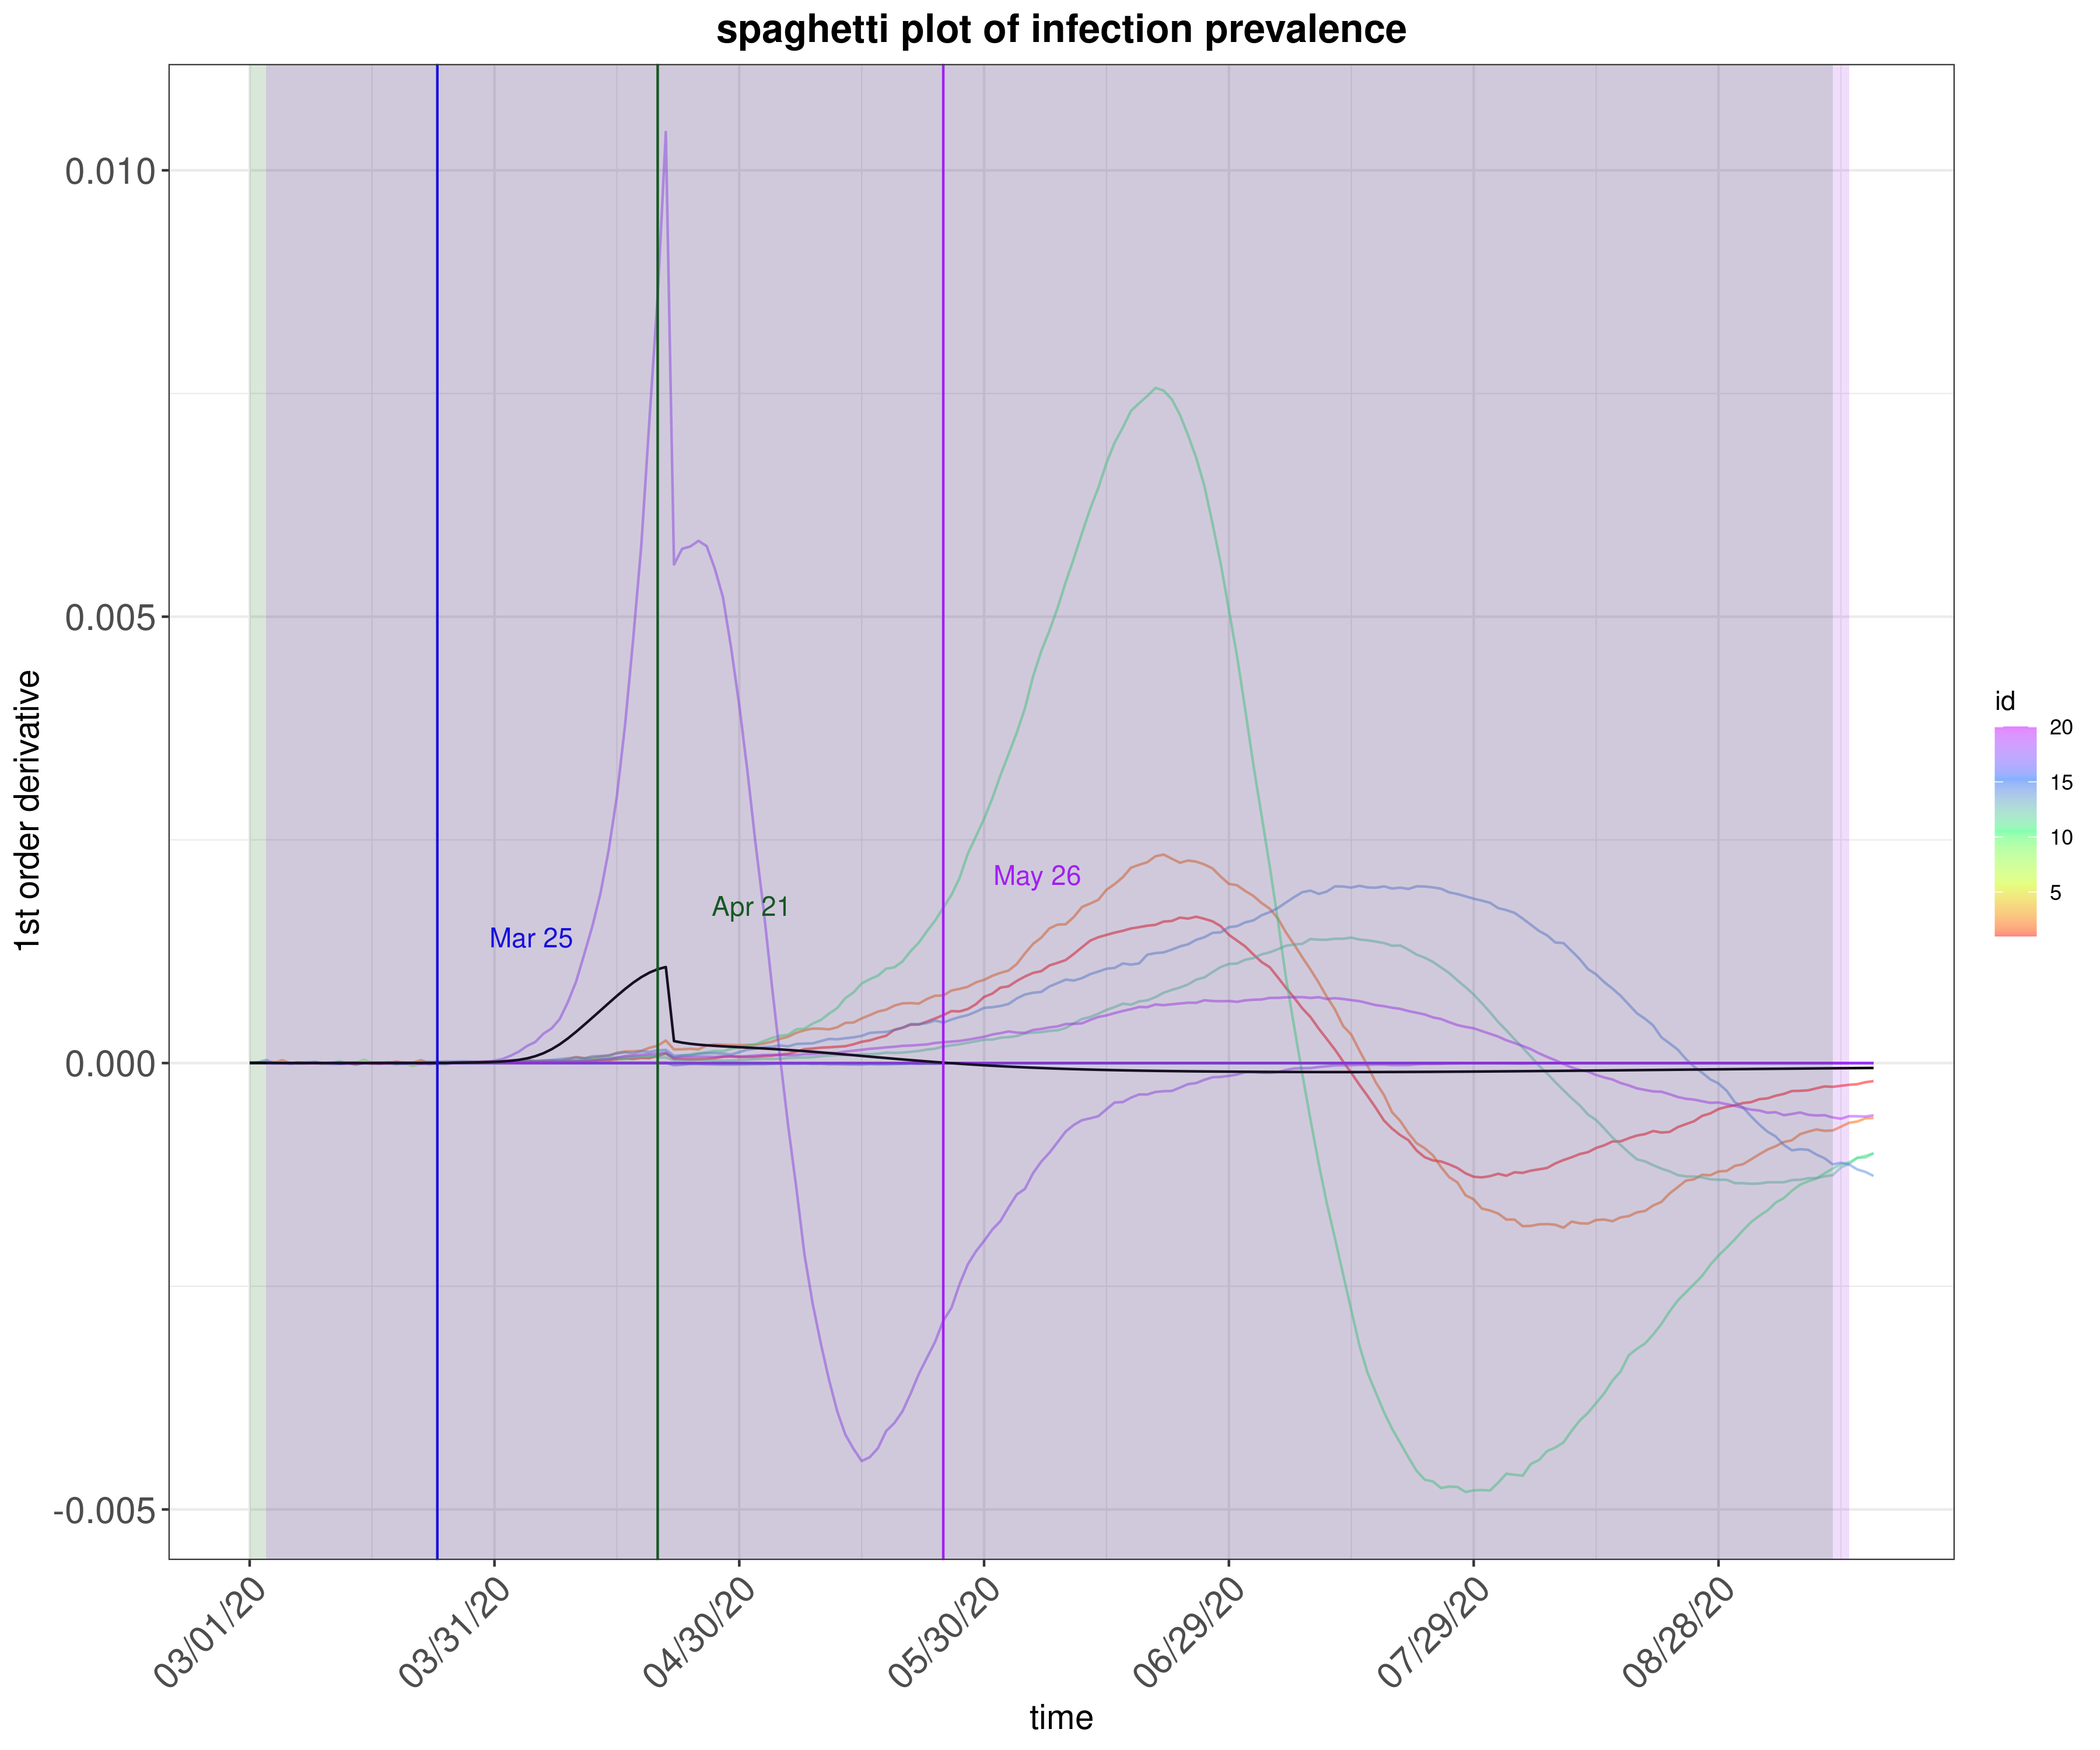 spaghetti plot of infection prevalence
1st order derivative
0.010
0.005
0.000
-0.005
Mar 25
Apr 21
May 26
03/01/20
03/31/20
04/30/20
05/30/20
06/29/20
07/29/20
08/28/20
time
id
20
15
10
5